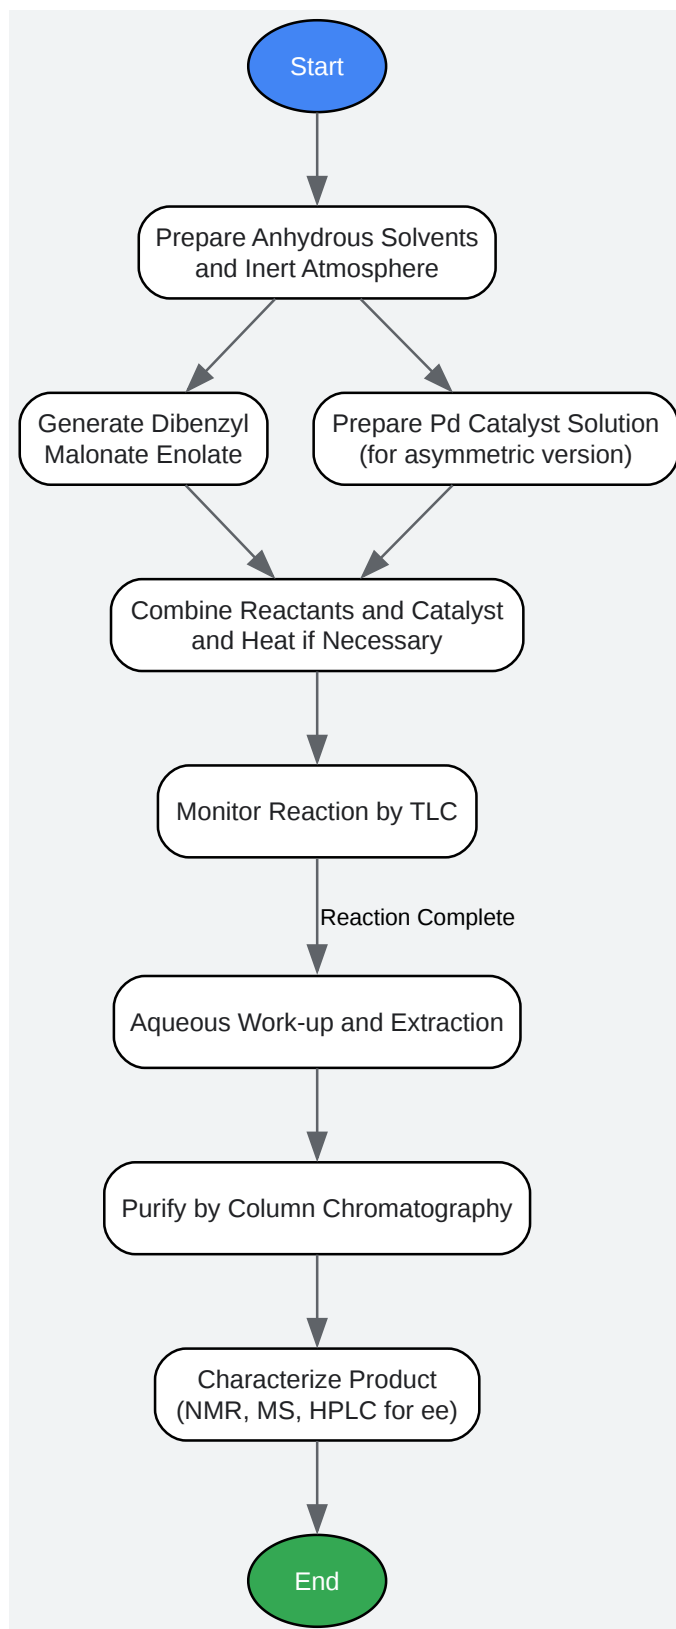 Start
Prepare Anhydrous Solvents
and Inert Atmosphere
Generate Dibenzyl
Malonate Enolate
Prepare Pd Catalyst Solution
(for asymmetric version)
Combine Reactants and Catalyst
and Heat if Necessary
Monitor Reaction by TLC
Reaction Complete
Aqueous Work-up and Extraction
Purify by Column Chromatography
Characterize Product
(NMR, MS, HPLC for ee)
End